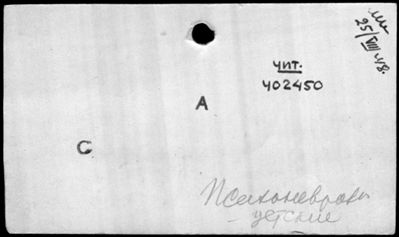 25/VIII 48.
чит.
402450
А
С
Психоневрозы
– детские